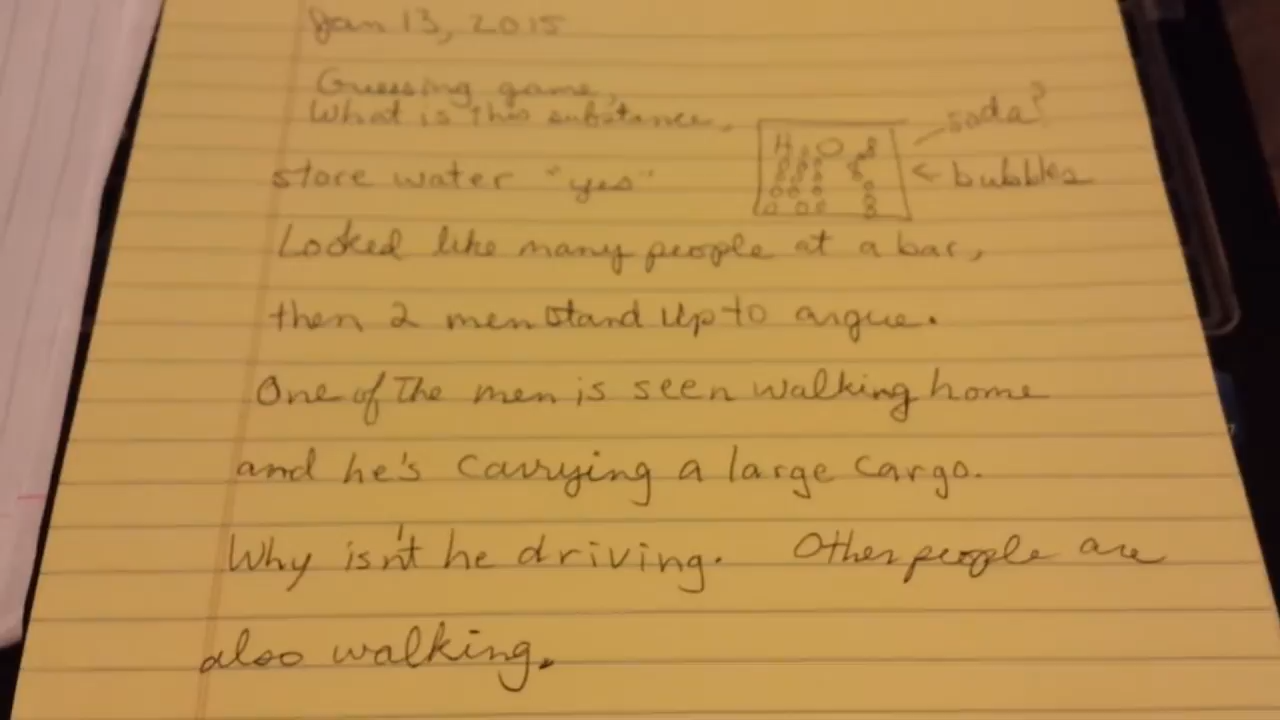 Jan 13, 2015
Guessing game,
What is this substance,
soda?
store water "yes"
← bubbles
Looked like many people at a bar,
then 2 men stand up to argue.
One of The men is seen walking home
and he's carrying a large cargo.
Why isn't he driving. Other people are
also walking.